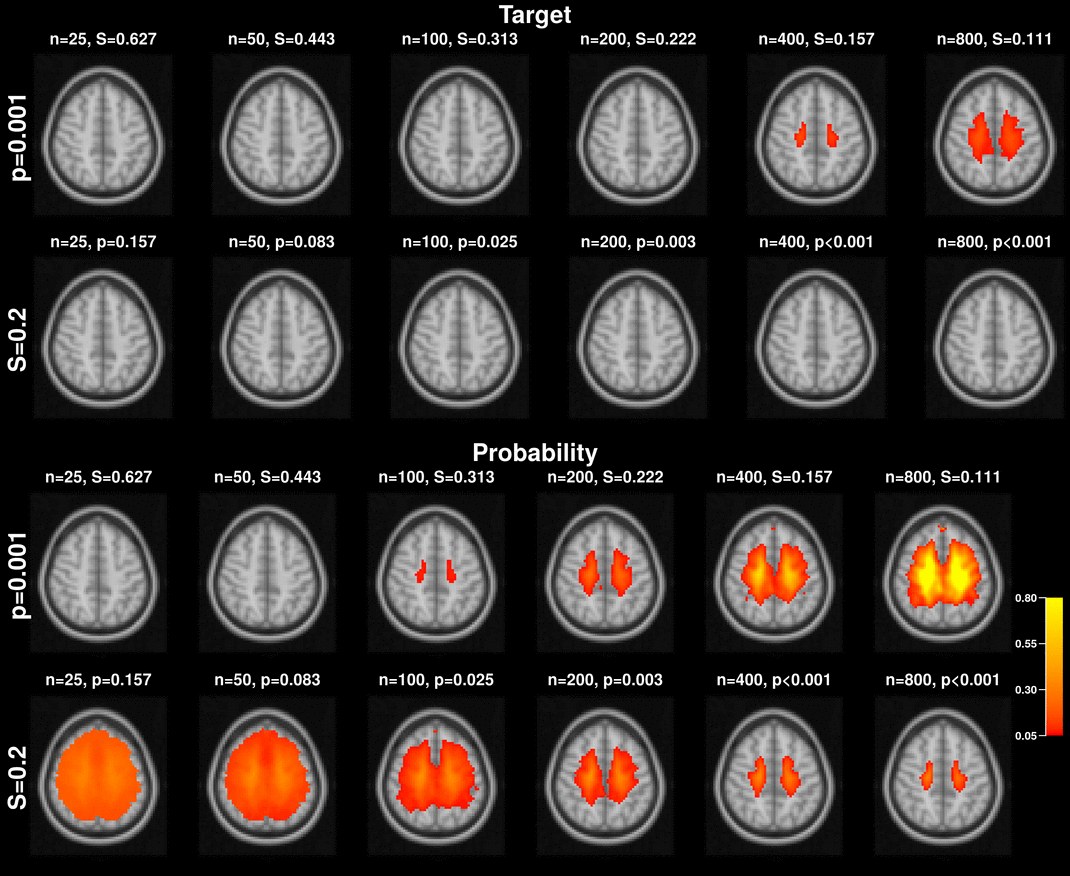 Target
n=25, S=0.627 n=50, S=0.443 n=100, S=0.313 n=200, S=0.222 n=400, S=0.157 n=800, S=0.111
p=0.001
n=25, p=0.157 n=50, p=0.083 n=100, p=0.025 n=200, p=0.003 n=400, p<0.001 n=800, p<0.001
S=0.2
Probability
n=25, S=0.627 n=50, S=0.443 n=100, S=0.313 n=200, S=0.222 n=400, S=0.157 n=800, S=0.111
p=0.001
n=25, p=0.157 n=50, p=0.083 n=100, p=0.025 n=200, p=0.003 n=400, p<0.001 n=800, p<0.001
S=0.2
0.80
0.55
0.30
0.05